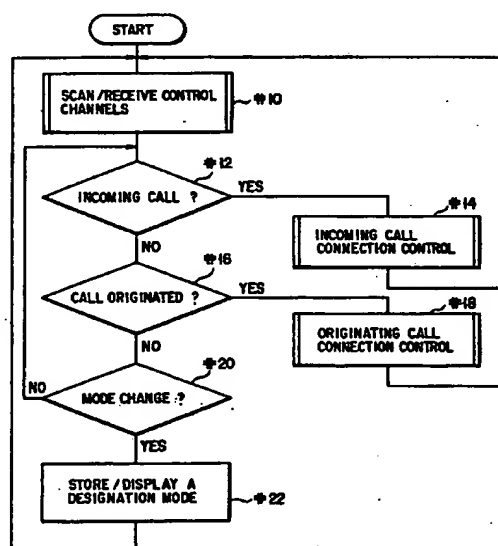 START
SCAN/RECEIVE CONTROL
CHANNELS
#10
#12
INCOMING CALL ?
YES
#14
INCOMING CALL
CONNECTION CONTROL
NO
#16
CALL ORIGINATED ?
YES
#18
ORIGINATING CALL
CONNECTION CONTROL
NO
#20
NO
MODE CHANGE ?
YES
STORE/DISPLAY A
DESIGNATION MODE
#22